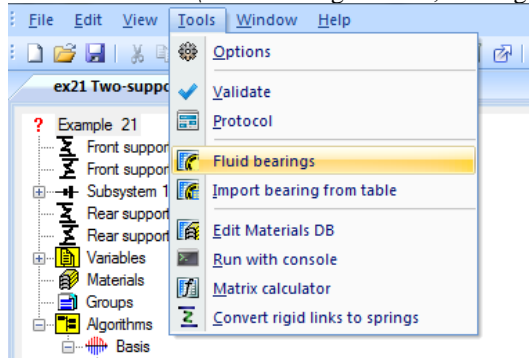 File Edit View Tools Window Help
Options
ex21 Two-suppo
Validate
Protocol
? Example 21
Front suppor
Fluid bearings
Front suppor
Subsystem 1
Import bearing from table
Rear support
Rear support
Edit Materials DB
Variables
Run with console
Materials
Matrix calculator
Groups
Convert rigid links to springs
Algorithms
Basis